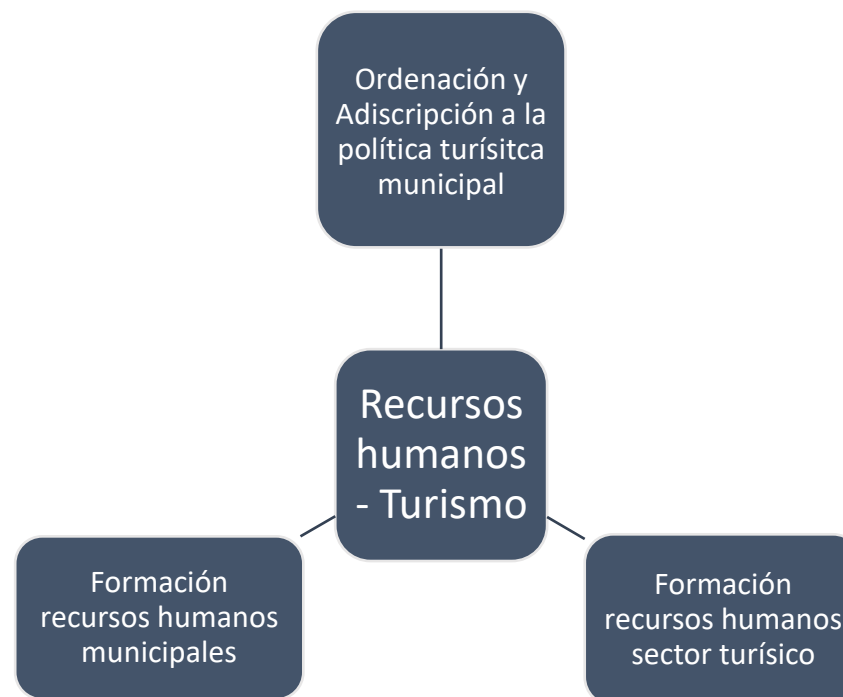 Ordenación y
Adiscripción a la
política turísitca
municipal
Recursos
humanos
- Turismo
Formación
recursos humanos
municipales
Formación
recursos humanos
sector turísico